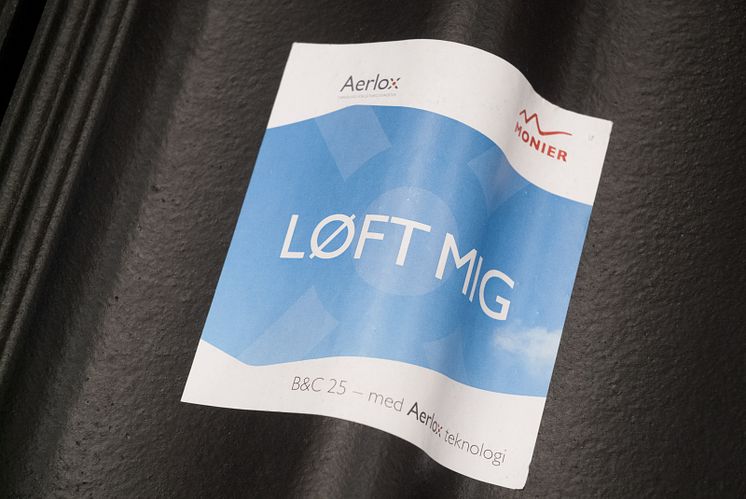 Aerlox
MONIER
LØFT MIG
B&C 25 – med Aerlox teknologi